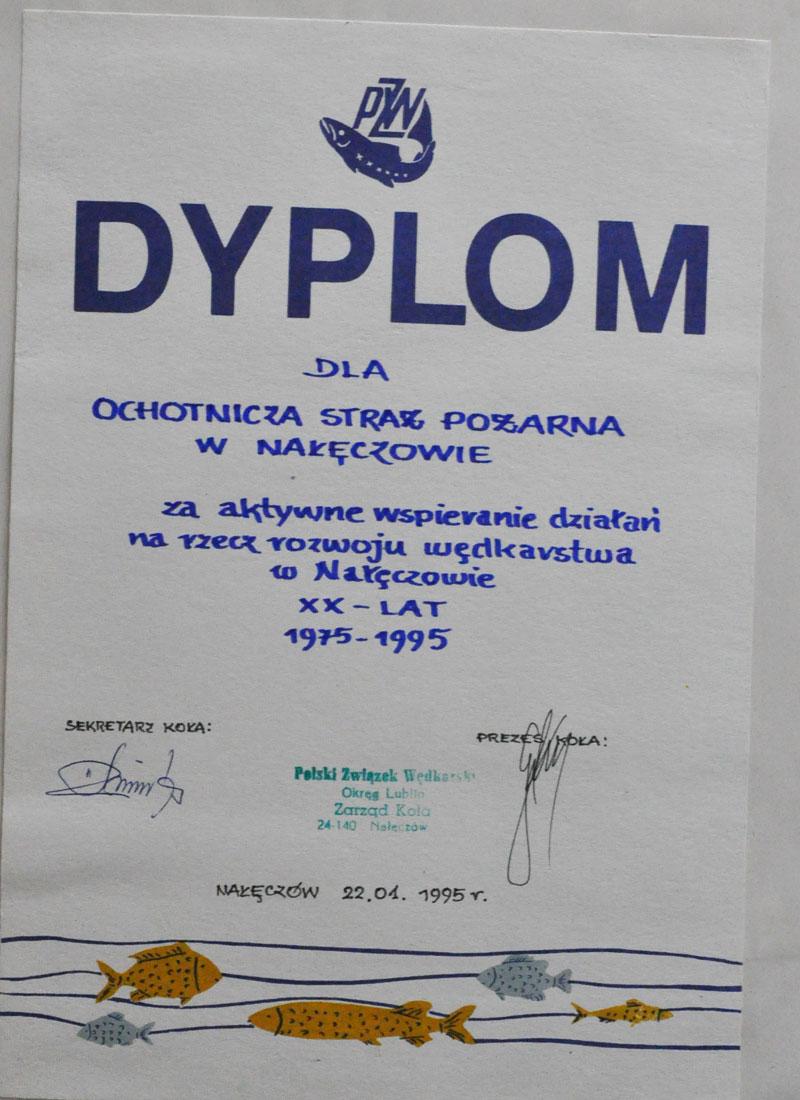 PZW
DYPLOM
DLA
OCHOTNICZA STRAŻ POŻARNA
W NAŁĘCZOWIE
za aktywne wspieranie działań
na rzecz rozwoju wędkarstwa
w Nałęczowie
XX - LAT
1975-1995
SEKRETARZ KOŁA:
PREZES KOŁA:
Polski Związek Wędkarski
Okręg Lublin
Zarząd Koła
24-140 Nałęczów
NAŁĘCZÓW 22.01. 1995 r.